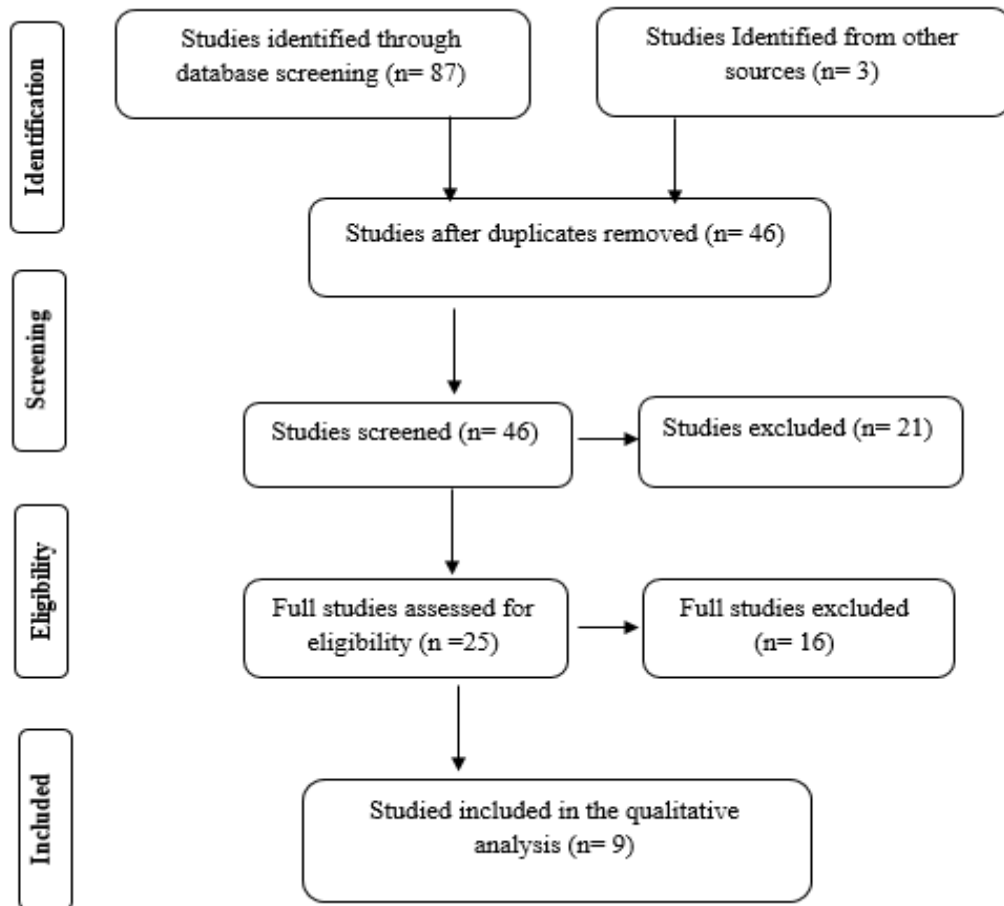 Identification
Studies identified through
database screening (n= 87)
Studies Identified from other
sources (n= 3)
Studies after duplicates removed (n= 46)
Screening
Studies screened (n= 46)
Studies excluded (n= 21)
Eligibility
Full studies assessed for
eligibility (n =25)
Full studies excluded
(n= 16)
Included
Studied included in the qualitative
analysis (n= 9)